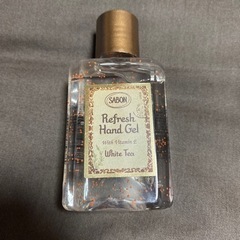 SABON
Refresh
Hand Gel
With Vitamin E
White Tea